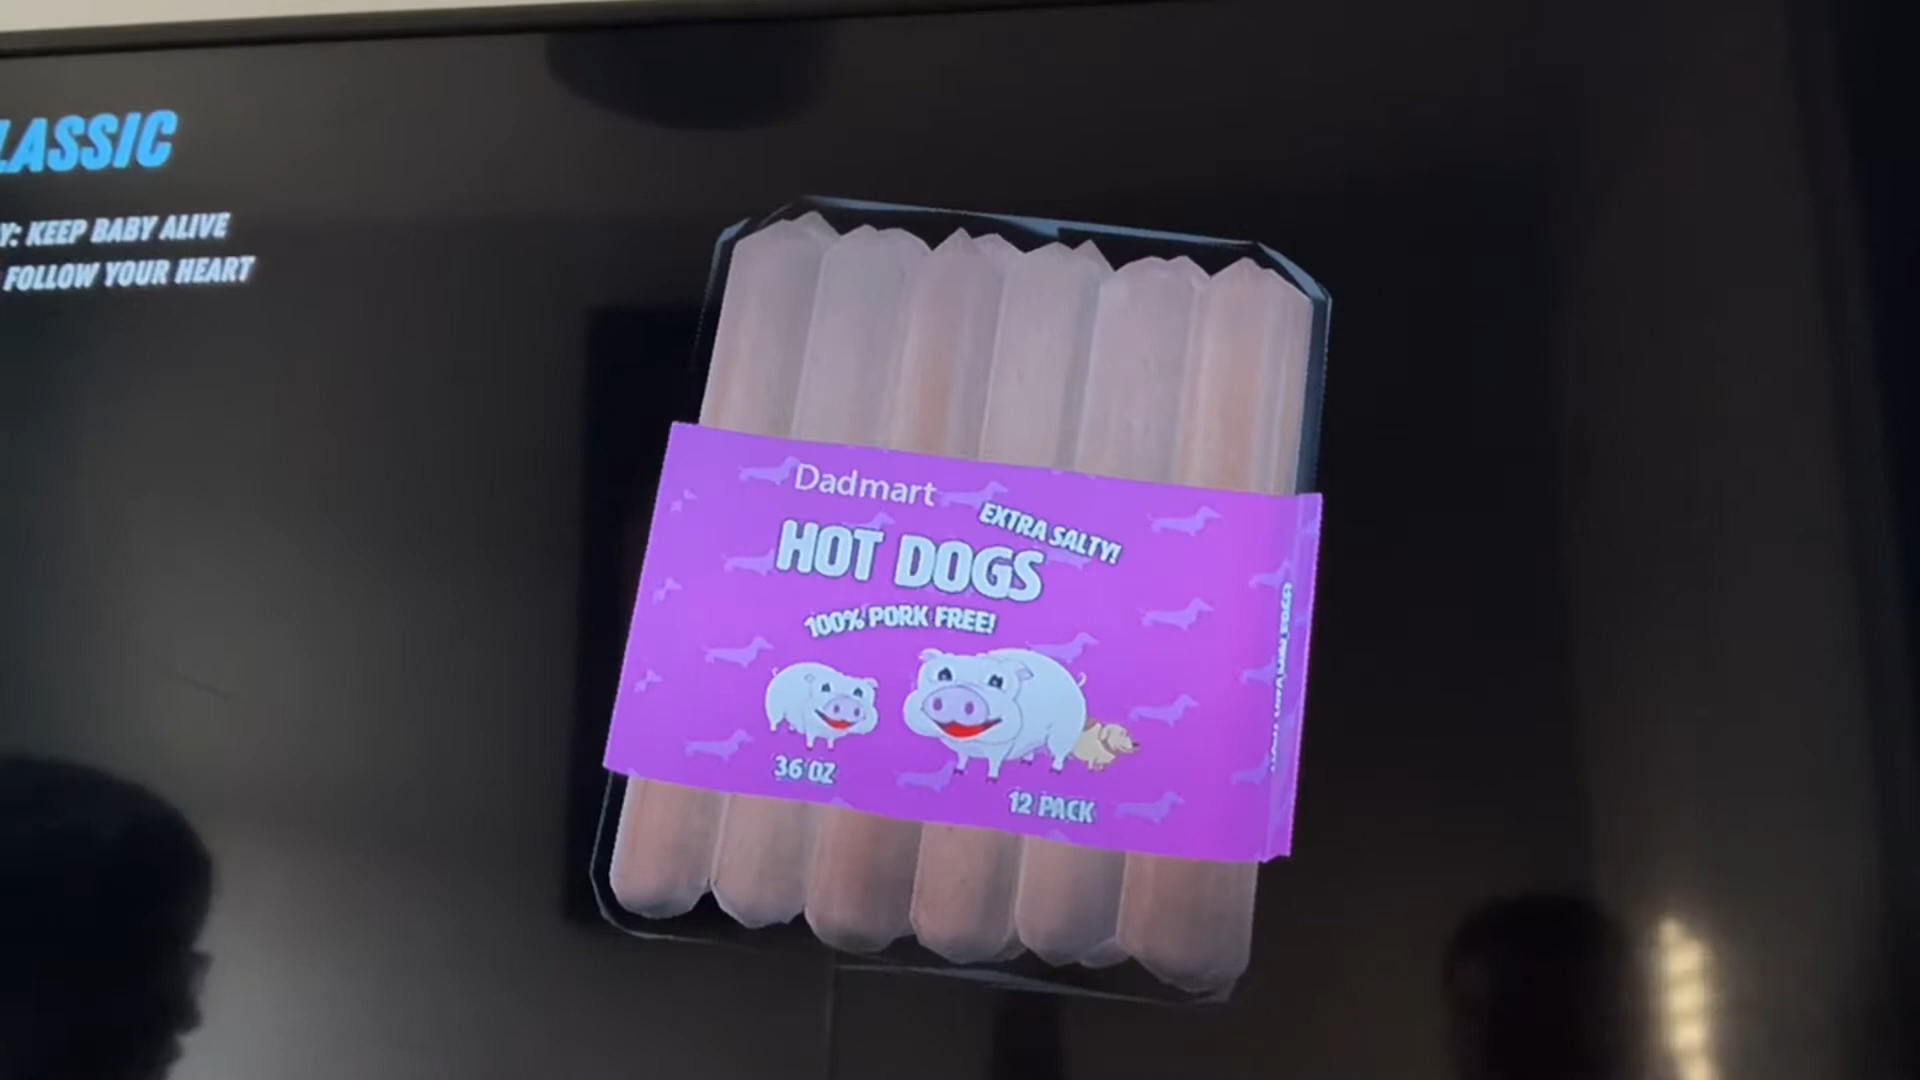 LASSIC
Y: KEEP BABY ALIVE
FOLLOW YOUR HEART
Dadmart
EXTRA SALTY!
HOT DOGS
100% PORK FREE!
36 OZ
12 PACK